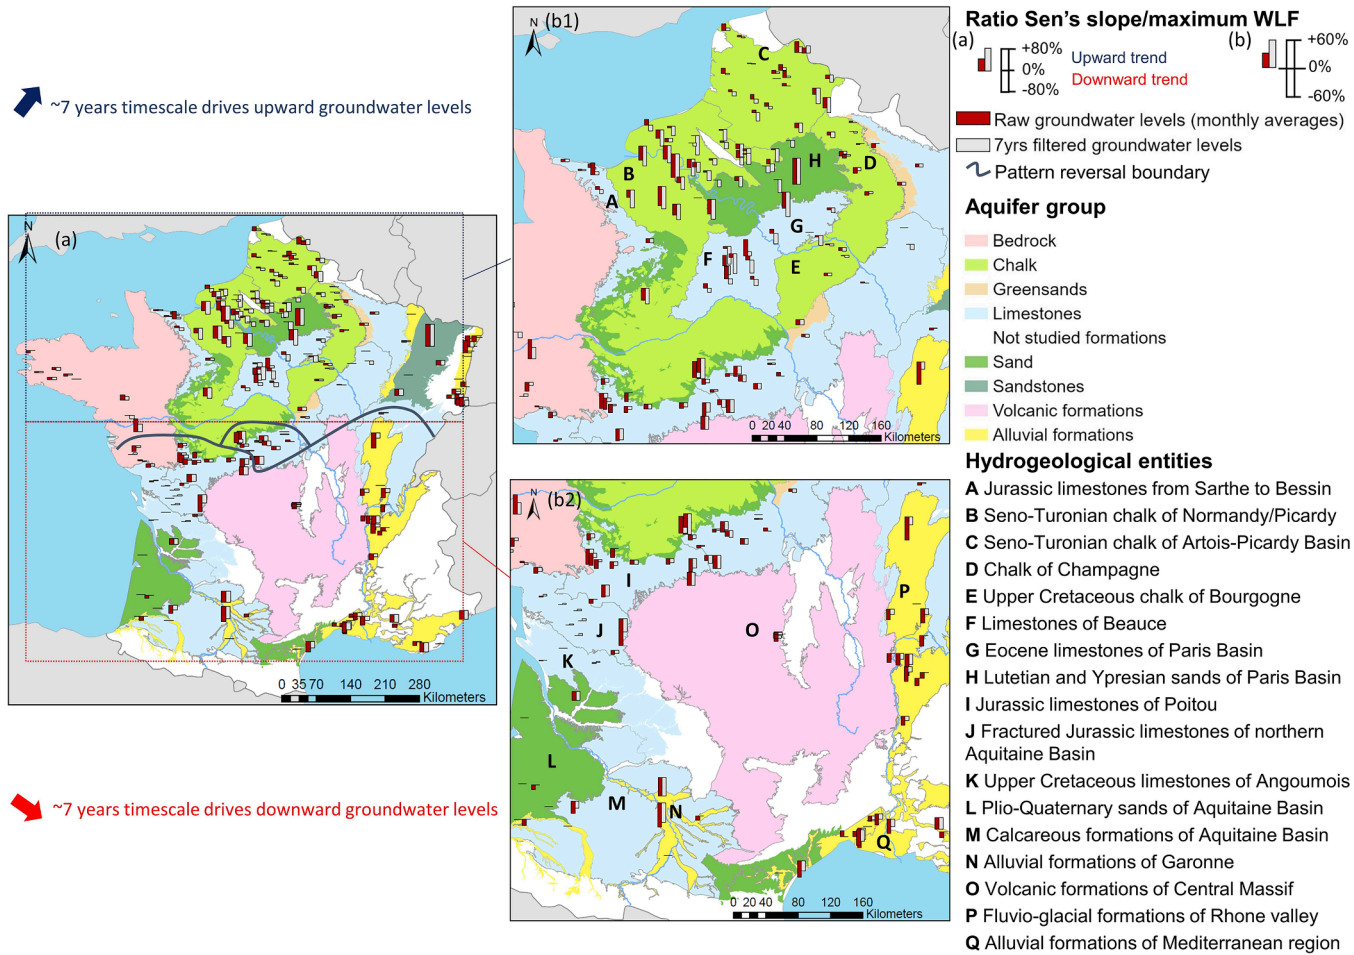 ~7 years timescale drives upward groundwater levels
(a)
N
0 35 70 140 210 280
Kilometers
~7 years timescale drives downward groundwater levels
(b1)
N
C
H
D
B
A
G
F
E
0 20 40 80 120 160
Kilometers
(b2)
N
I
P
J
O
K
L
M
N
Q
0 20 40 80 120 160
Kilometers
Ratio Sen's slope/maximum WLF
(a)
+80%
0%
-80%
Upward trend
Downward trend
(b)
+60%
0%
-60%
Raw groundwater levels (monthly averages)
7yrs filtered groundwater levels
Pattern reversal boundary
Aquifer group
Bedrock
Chalk
Greensands
Limestones
Not studied formations
Sand
Sandstones
Volcanic formations
Alluvial formations
Hydrogeological entities
A Jurassic limestones from Sarthe to Bessin
B Seno-Turonian chalk of Normandy/Picardy
C Seno-Turonian chalk of Artois-Picardy Basin
D Chalk of Champagne
E Upper Cretaceous chalk of Bourgogne
F Limestones of Beauce
G Eocene limestones of Paris Basin
H Lutetian and Ypresian sands of Paris Basin
I Jurassic limestones of Poitou
J Fractured Jurassic limestones of northern
Aquitaine Basin
K Upper Cretaceous limestones of Angoumois
L Plio-Quaternary sands of Aquitaine Basin
M Calcareous formations of Aquitaine Basin
N Alluvial formations of Garonne
O Volcanic formations of Central Massif
P Fluvio-glacial formations of Rhone valley
Q Alluvial formations of Mediterranean region